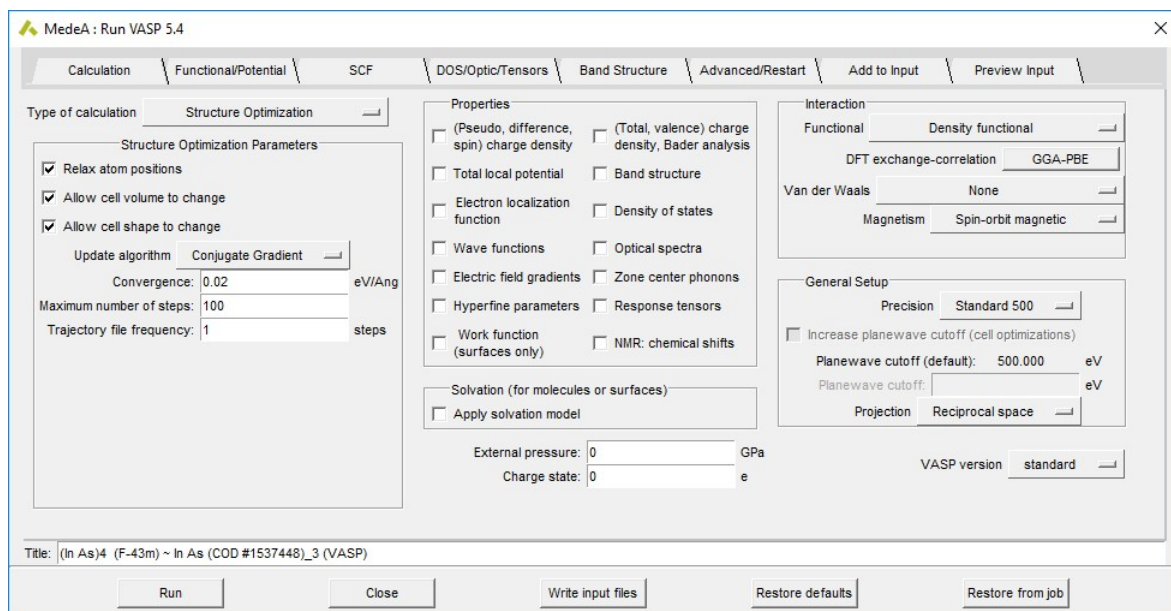 MedeA : Run VASP 5.4
Calculation
Functional/Potential
SCF
DOS/Optic/Tensors
Band Structure
Advanced/Restart
Add to Input
Preview Input
Type of calculation
Structure Optimization
Structure Optimization Parameters
Relax atom positions
Allow cell volume to change
Allow cell shape to change
Update algorithm
Conjugate Gradient
Convergence: 0.02 eV/Ang
Maximum number of steps: 100
Trajectory file frequency: 1 steps
Properties
(Pseudo, difference,
spin) charge density
(Total, valence) charge
density, Bader analysis
Total local potential
Band structure
Electron localization
function
Density of states
Wave functions
Optical spectra
Electric field gradients
Zone center phonons
Hyperfine parameters
Response tensors
Work function
(surfaces only)
NMR: chemical shifts
Solvation (for molecules or surfaces)
Apply solvation model
External pressure: 0 GPa
Charge state: 0 e
Interaction
Functional
Density functional
DFT exchange-correlation
GGA-PBE
Van der Waals
None
Magnetism
Spin-orbit magnetic
General Setup
Precision
Standard 500
Increase planewave cutoff (cell optimizations)
Planewave cutoff (default): 500.000 eV
Planewave cutoff: eV
Projection
Reciprocal space
VASP version
standard
Title: (In As)4 (F-43m) ~ In As (COD #1537448)_3 (VASP)
Run
Close
Write input files
Restore defaults
Restore from job